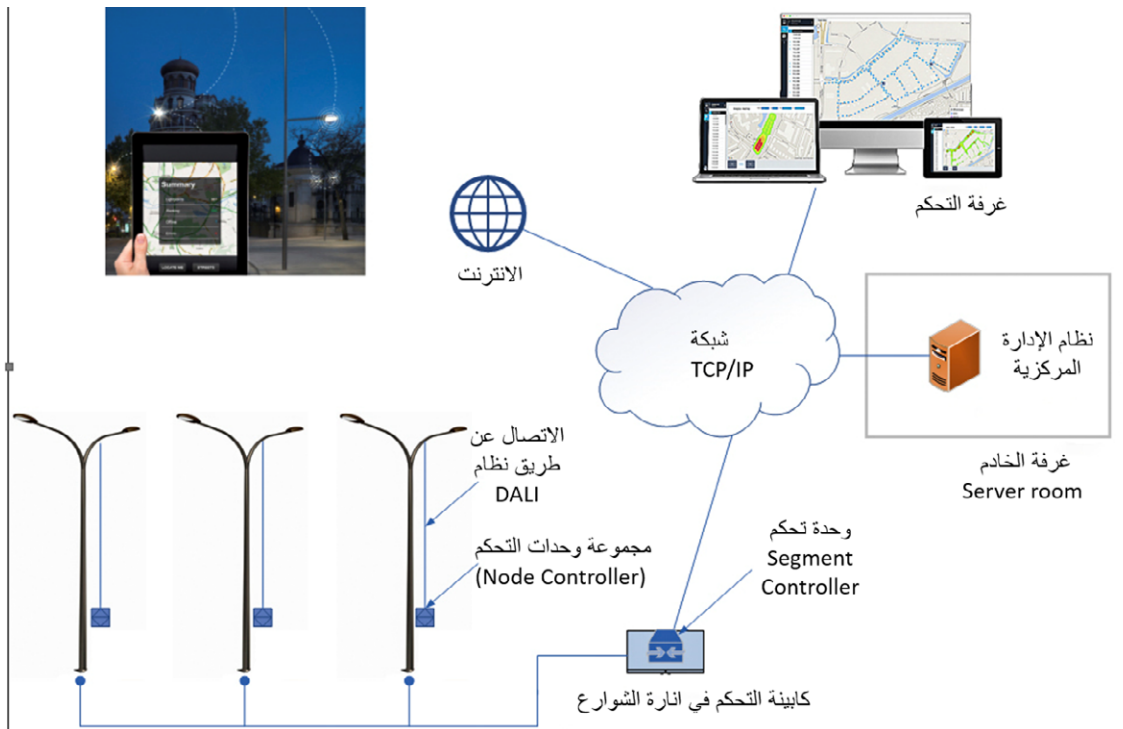 Summary
غرفة التحكم
الانترنت
شبكة
TCP/IP
نظام الإدارة
المركزية
غرفة الخادم
Server room
الاتصال عن
طريق نظام
DALI
مجموعة وحدات التحكم
(Node Controller)
وحدة تحكم
Segment
Controller
كابينة التحكم في انارة الشوارع